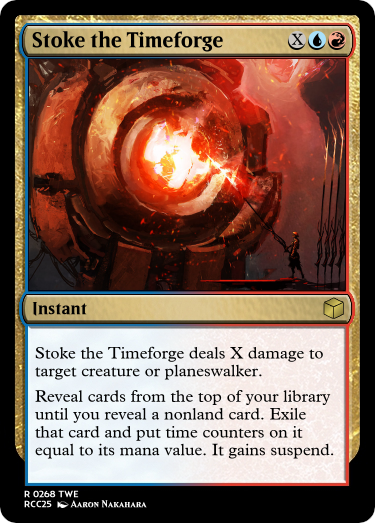 Stoke the Timeforge X
Instant
Stoke the Timeforge deals X damage to
target creature or planeswalker.
Reveal cards from the top of your library
until you reveal a nonland card. Exile
that card and put time counters on it
equal to its mana value. It gains suspend.
R 0268 TWE
RCC25 Aaron Nakahara